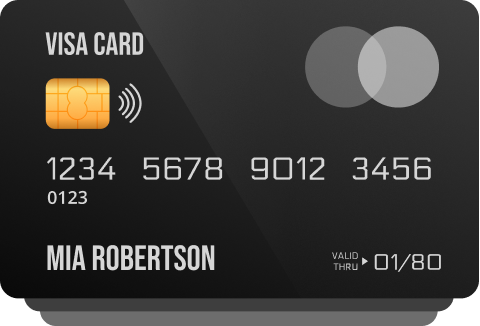 VISA CARD
1234 5678 9012 3456
0123
MIA ROBERTSON
VALID
THRU 01/80